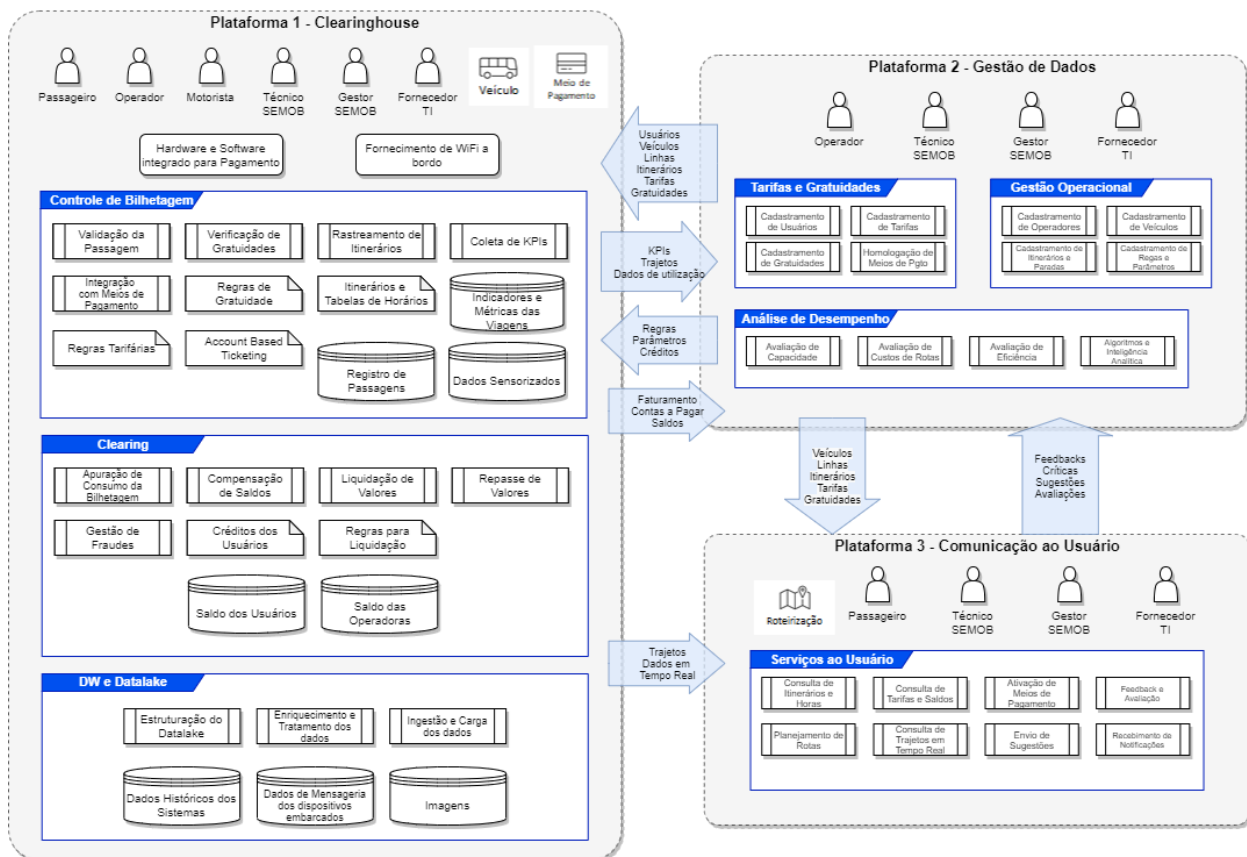 Plataforma 1 - Clearinghouse
Passageiro
Operador
Motorista
Técnico
SEMOB
Gestor
SEMOB
Fornecedor
TI
Veículo
Meio de
Pagamento
Hardware e Software
integrado para Pagamento
Fornecimento de WiFi a
bordo
Controle de Bilhetagem
Validação da
Passagem
Verificação de
Gratuidades
Rastreamento de
Itinerários
Coleta de KPIs
Integração
com Meios de
Pagamento
Regras de
Gratuidade
Itinerários e
Tabelas de Horários
Indicadores e
Métricas das
Viagens
Regras Tarifárias
Account Based
Ticketing
Registro de
Passagens
Dados Sensorizados
Clearing
Apuração de
Consumo da
Bilhetagem
Compensação
de Saldos
Liquidação de
Valores
Repasse de
Valores
Gestão de
Fraudes
Créditos dos
Usuários
Regras para
Liquidação
Saldo dos Usuários
Saldo das
Operadoras
DW e Datalake
Estruturação do
Datalake
Enriquecimento e
Tratamento dos
dados
Ingestão e Carga
dos dados
Dados Históricos dos
Sistemas
Dados de Mensageria
dos dispositivos
embarcados
Imagens
Usuários
Veículos
Linhas
Itinerários
Tarifas
Gratuidades
KPIs
Trajetos
Dados de utilização
Regras
Parâmetros
Créditos
Faturamento
Contas a Pagar
Saldos
Trajetos
Dados em
Tempo Real
Plataforma 2 - Gestão de Dados
Operador
Técnico
SEMOB
Gestor
SEMOB
Fornecedor
TI
Tarifas e Gratuidades
Cadastramento
de Usuários
Cadastramento
de Tarifas
Cadastramento
de Gratuidades
Homologação de
Meios de Pgto
Gestão Operacional
Cadastramento
de Operadores
Cadastramento
de Veículos
Cadastramento de
Itinerários e
Paradas
Cadastramento de
Regas e
Parâmetros
Análise de Desempenho
Avaliação de
Capacidade
Avaliação de
Custos de Rotas
Avaliação de
Eficiência
Algoritmos e
Inteligência
Analítica
Veículos
Linhas
Itinerários
Tarifas
Gratuidades
Feedbacks
Críticas
Sugestões
Avaliações
Plataforma 3 - Comunicação ao Usuário
Roteirização
Passageiro
Técnico
SEMOB
Gestor
SEMOB
Fornecedor
TI
Serviços ao Usuário
Consulta de
Itinerários e
Horas
Consulta de
Tarifas e Saldos
Ativação de
Meios de
Pagamento
Feedback e
Avaliação
Planejamento de
Rotas
Consulta de
Trajetos em
Tempo Real
Envio de
Sugestões
Recebimento de
Notificações